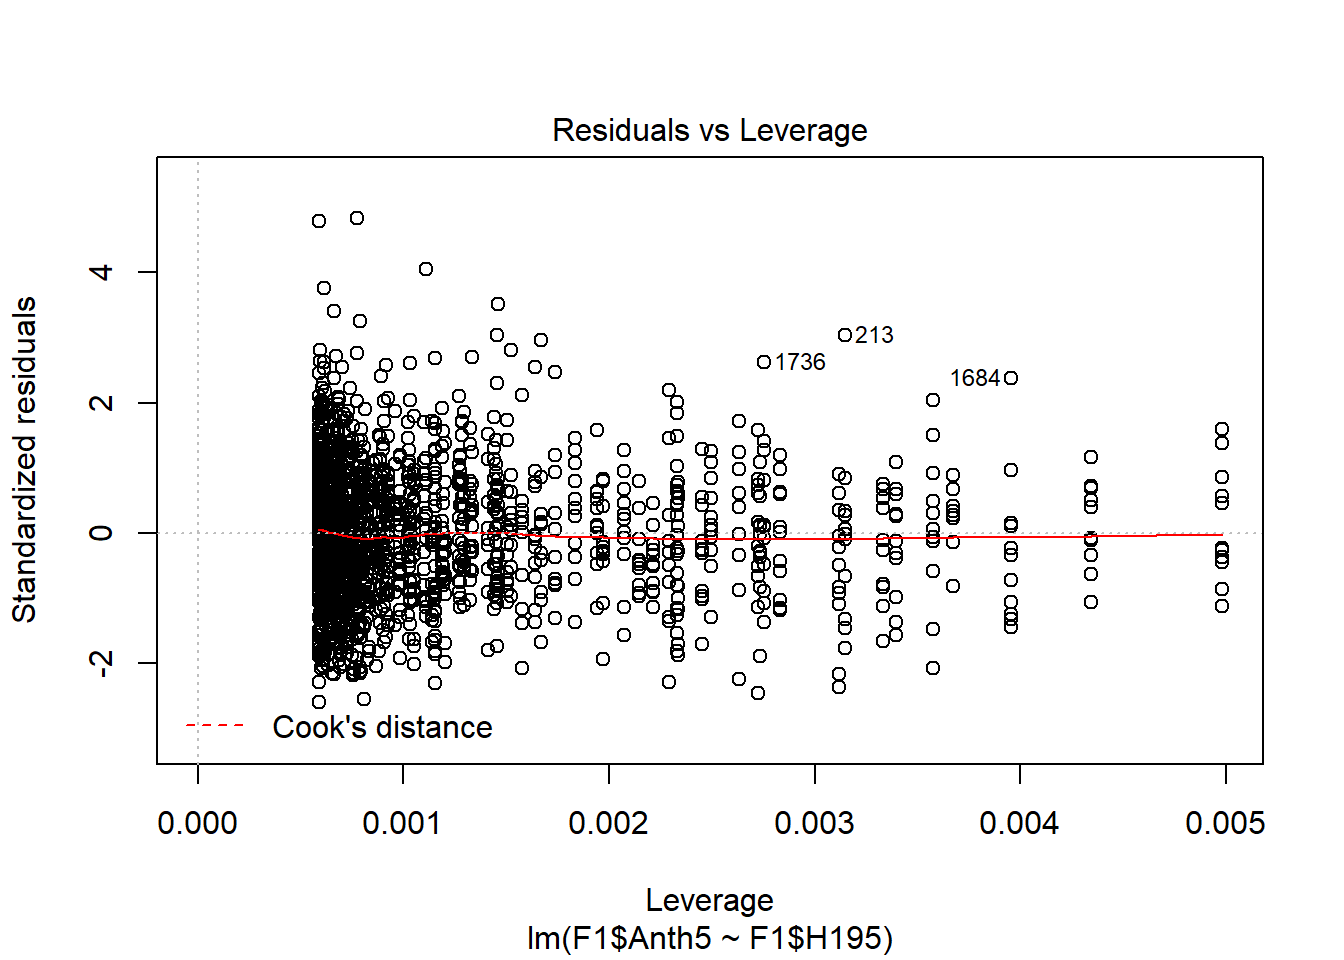 Residuals vs Leverage
Standardized residuals
4
2
0
-2
213
1736
1684
Cook's distance
0.000 0.001 0.002 0.003 0.004 0.005
Leverage
lm(F1$Anth5 ~ F1$H195)